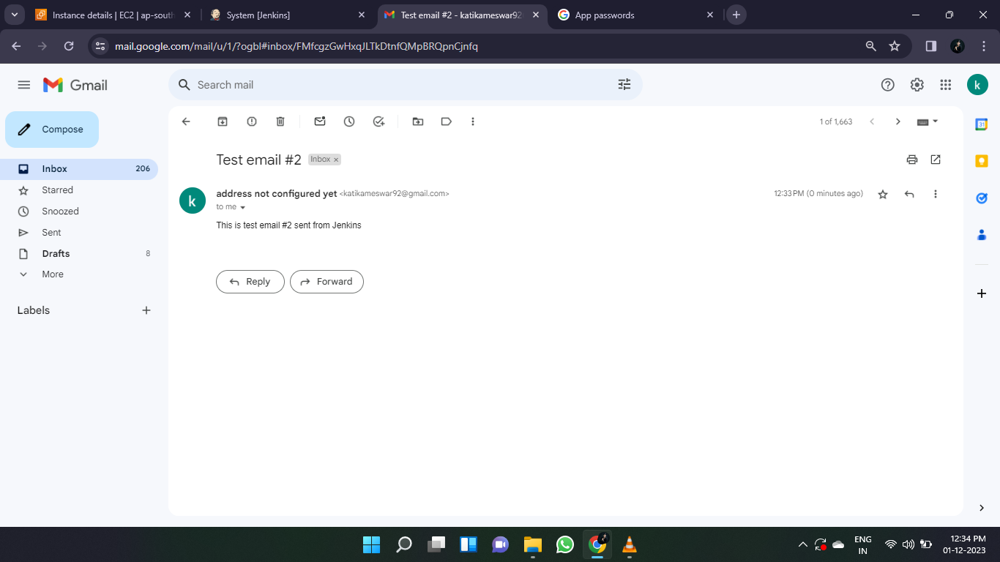 Instance details | EC2 | ap-south
System [Jenkins]
Test email #2 - katikameswar92
App passwords
mail.google.com/mail/u/1/?ogbl#inbox/FMfcgzGwHxqJLTkDtnfQMpBRQpnCjnfq
Gmail
Search mail
k
Compose
1 of 1,663
Inbox 206
Starred
Snoozed
Sent
Drafts 8
More
Labels
Test email #2 Inbox ×
k
address not configured yet <katikameswar92@gmail.com>
12:33 PM (0 minutes ago)
to me
This is test email #2 sent from Jenkins
Reply
Forward
31
ENG
IN
12:34 PM
01-12-2023